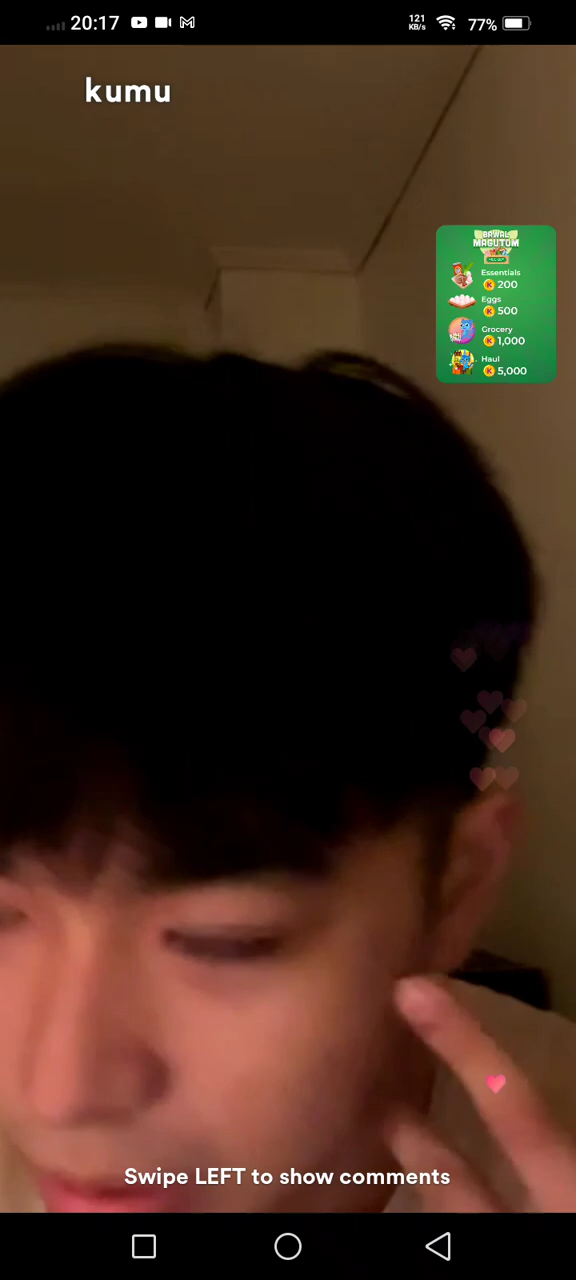 20:17
121
KB/s
77%
kumu
BAWAL
MAGUTOM
Essentials
200
Eggs
500
Grocery
1,000
Haul
5,000
Swipe LEFT to show comments